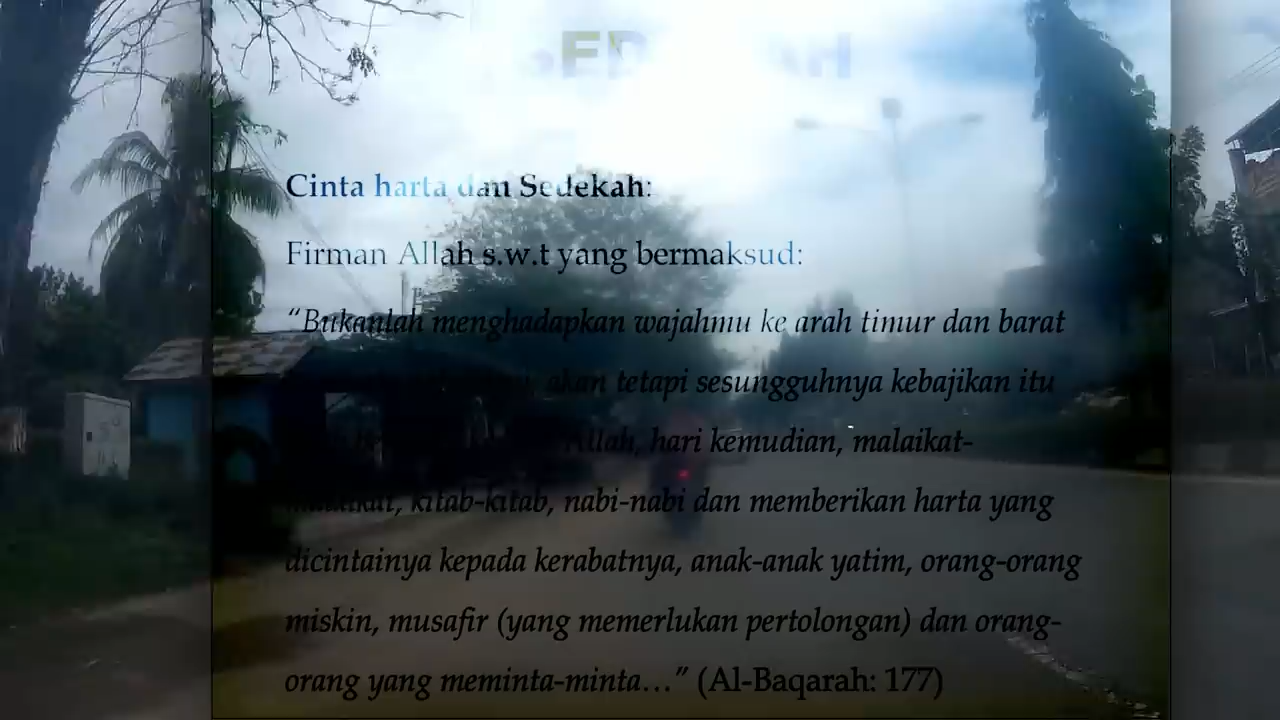 Cinta harta dan Sedekah:
Firman Allah s.w.t yang bermaksud:
“Bukanlah menghadapkan wajahmu ke arah timur dan barat
akan tetapi sesungguhnya kebajikan itu
Allah, hari kemudian, malaikat-
malaikat, kitab-kitab, nabi-nabi dan memberikan harta yang
dicintainya kepada kerabatnya, anak-anak yatim, orang-orang
miskin, musafir (yang memerlukan pertolongan) dan orang-
orang yang meminta-minta…” (Al-Baqarah: 177)